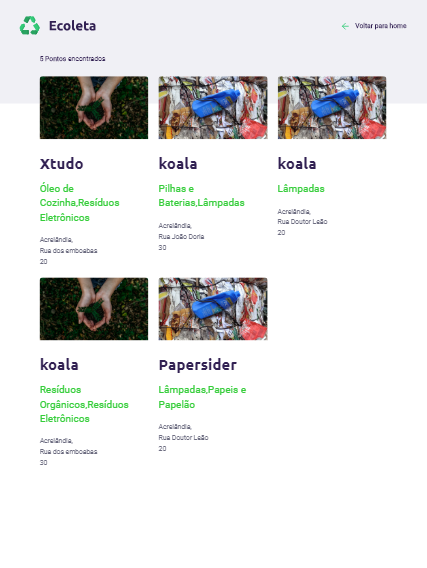 Ecoleta
Voltar para home
5 Pontos encontrados
Xtudo
Óleo de
Cozinha,Resíduos
Eletrônicos
Acrelândia,
Rua dos emboabas
20
koala
Pilhas e
Baterias,Lâmpadas
Acrelândia,
Rua João Doria
30
koala
Lâmpadas
Acrelândia,
Rua Doutor Leão
20
koala
Resíduos
Orgânicos,Resíduos
Eletrônicos
Acrelândia,
Rua dos emboabas
30
Papersider
Lâmpadas,Papeis e
Papelão
Acrelândia,
Rua Doutor Leão
20